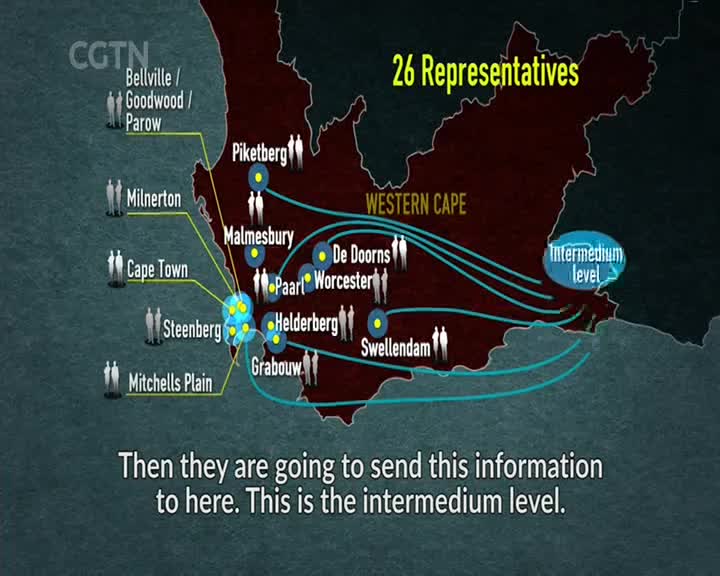 CGTN
26 Representatives
Bellville /
Goodwood /
Parow
Piketberg
Milnerton
WESTERN CAPE
Malmesbury
De Doorns
Intermedium
level
Cape Town
Paarl
Worcester
Steenberg
Helderberg
Swellendam
Grabouw
Mitchells Plain
Then they are going to send this information
to here. This is the intermedium level.